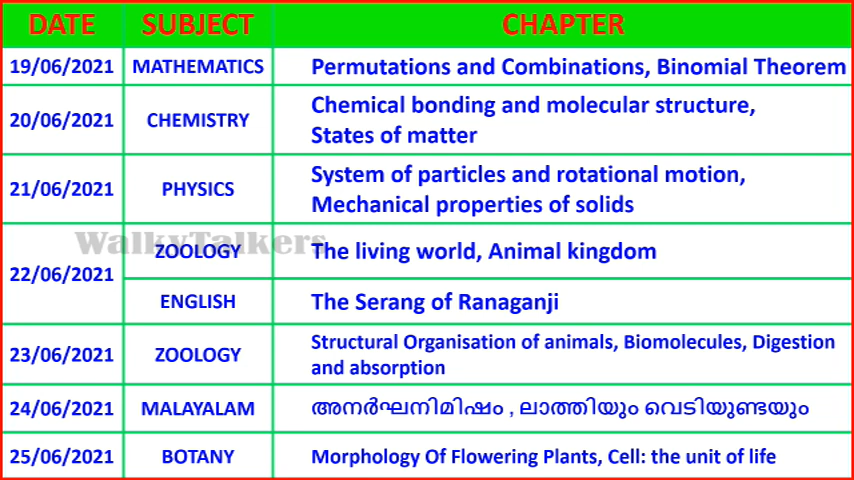 DATE SUBJECT CHAPTER
19/06/2021 MATHEMATICS Permutations and Combinations, Binomial Theorem
20/06/2021 CHEMISTRY Chemical bonding and molecular structure,
States of matter
21/06/2021 PHYSICS System of particles and rotational motion,
Mechanical properties of solids
WalkyTalkers
22/06/2021 ZOOLOGY The living world, Animal kingdom
ENGLISH The Serang of Ranaganji
23/06/2021 ZOOLOGY Structural Organisation of animals, Biomolecules, Digestion
and absorption
24/06/2021 MALAYALAM അനർഘനിമിഷം , ലാത്തിയും വെടിയുണ്ടയും
25/06/2021 BOTANY Morphology Of Flowering Plants, Cell: the unit of life